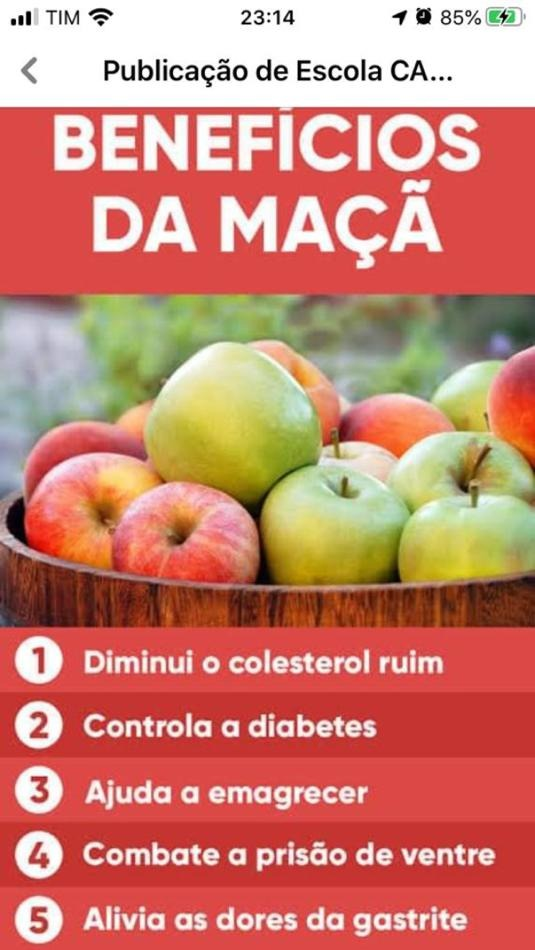 TIM 23:14 85%
Publicação de Escola CA...
BENEFÍCIOS
DA MAÇÃ
1 Diminui o colesterol ruim
2 Controla a diabetes
3 Ajuda a emagrecer
4 Combate a prisão de ventre
5 Alivia as dores da gastrite